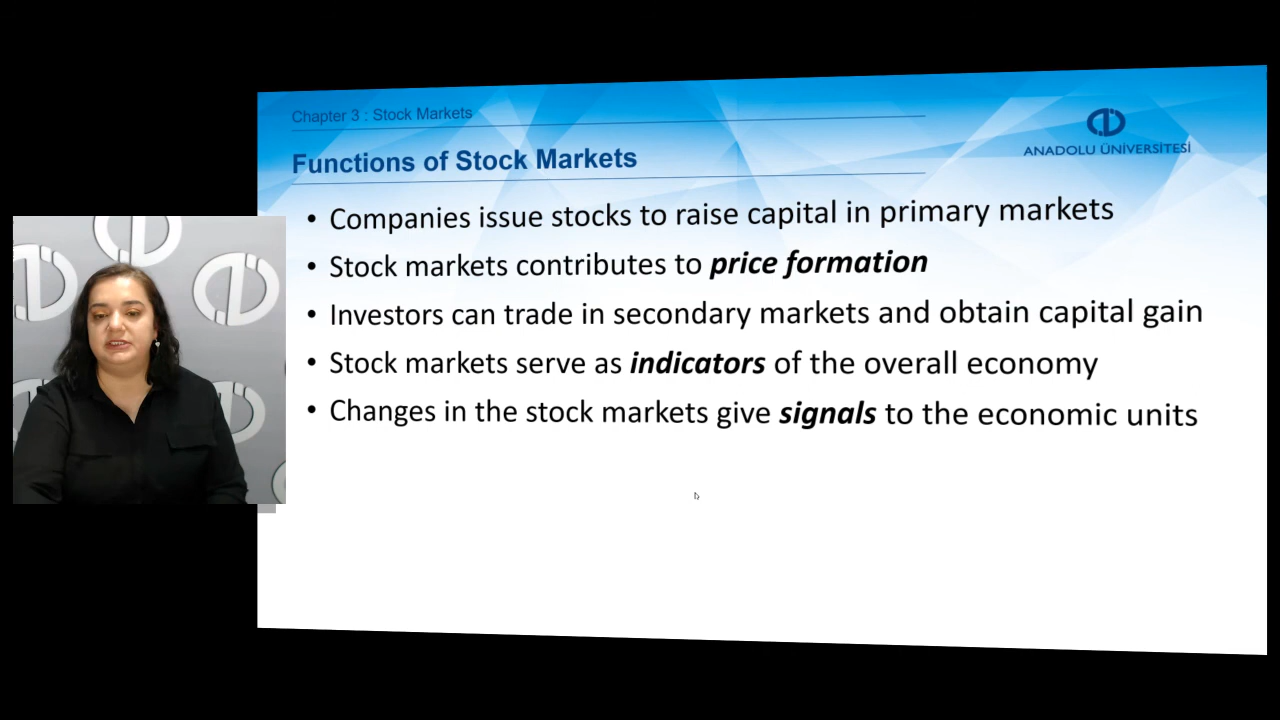 Chapter 3 : Stock Markets
ANADOLU ÜNİVERSİTESİ
Functions of Stock Markets
• Companies issue stocks to raise capital in primary markets
• Stock markets contributes to price formation
• Investors can trade in secondary markets and obtain capital gain
• Stock markets serve as indicators of the overall economy
• Changes in the stock markets give signals to the economic units